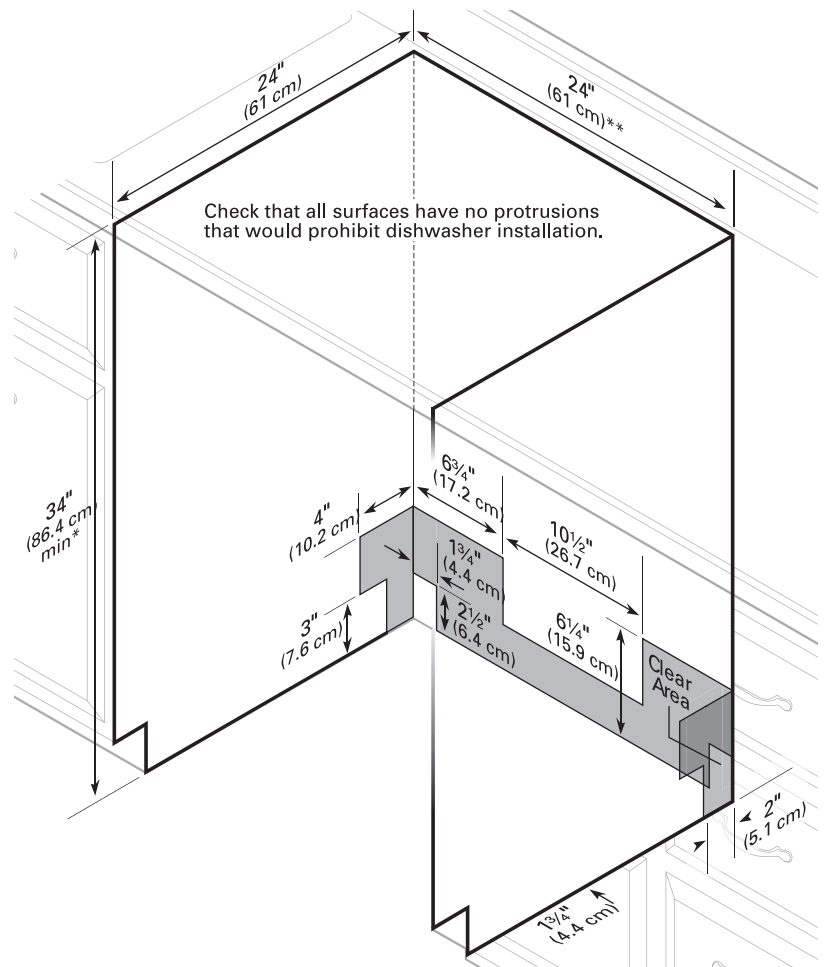 24"
(61 cm)
24"
(61 cm)**
Check that all surfaces have no protrusions
that would prohibit dishwasher installation.
34"
(86.4 cm)
min*
6¾"
(17.2 cm)
4"
(10.2 cm)
10½"
(26.7 cm)
1¾"
(4.4 cm)
3"
(7.6 cm)
2½"
(6.4 cm)
6¼"
(15.9 cm)
Clear
Area
2"
(5.1 cm)
1¾"
(4.4 cm)